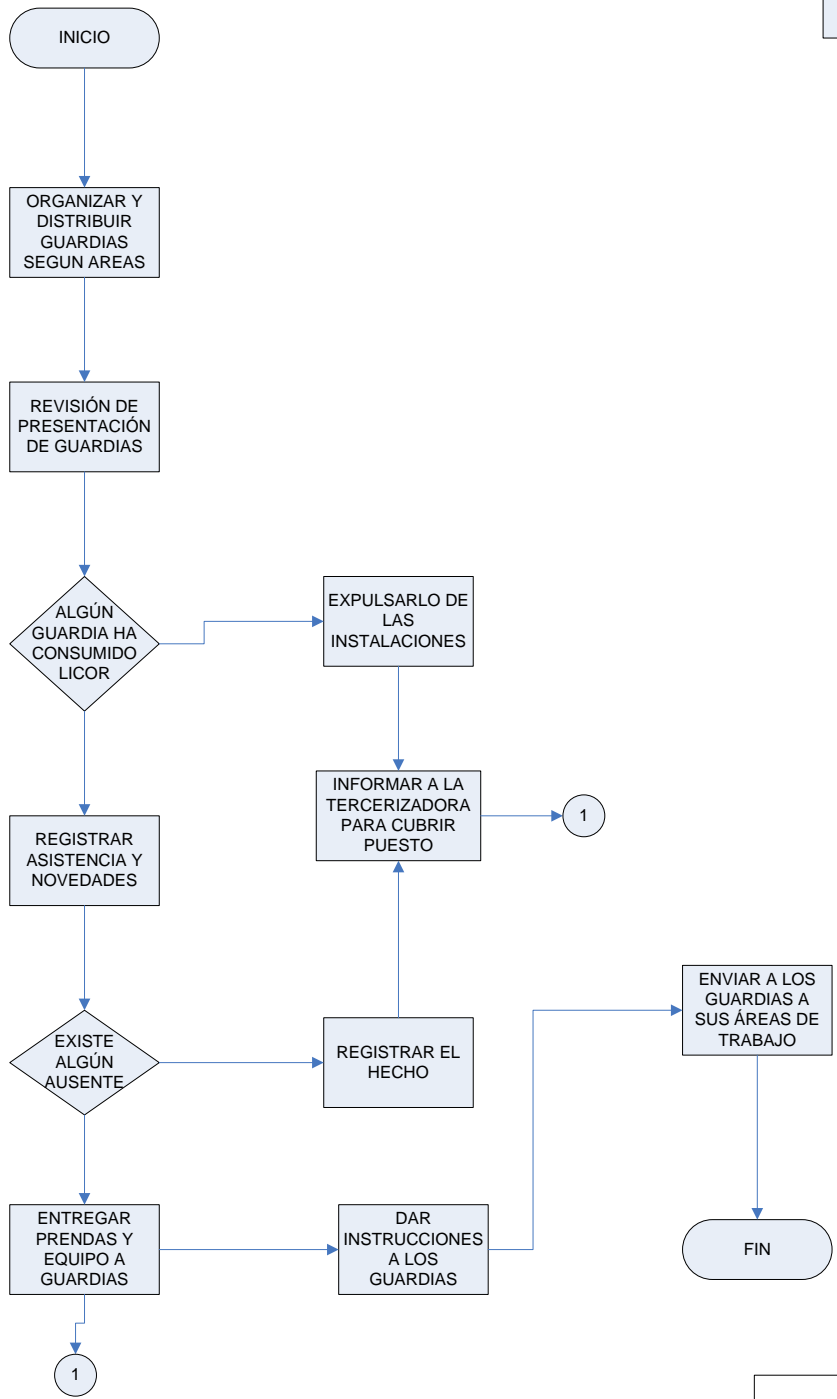 INICIO
ORGANIZAR Y
DISTRIBUIR
GUARDIAS
SEGUN AREAS
REVISIÓN DE
PRESENTACIÓN
DE GUARDIAS
ALGÚN
GUARDIA HA
CONSUMIDO
LICOR
EXPULSARLO DE
LAS
INSTALACIONES
INFORMAR A LA
TERCERIZADORA
PARA CUBRIR
PUESTO
1
REGISTRAR
ASISTENCIA Y
NOVEDADES
EXISTE
ALGÚN
AUSENTE
REGISTRAR EL
HECHO
ENVIAR A LOS
GUARDIAS A
SUS ÁREAS DE
TRABAJO
ENTREGAR
PRENDAS Y
EQUIPO A
GUARDIAS
DAR
INSTRUCCIONES
A LOS
GUARDIAS
FIN
1